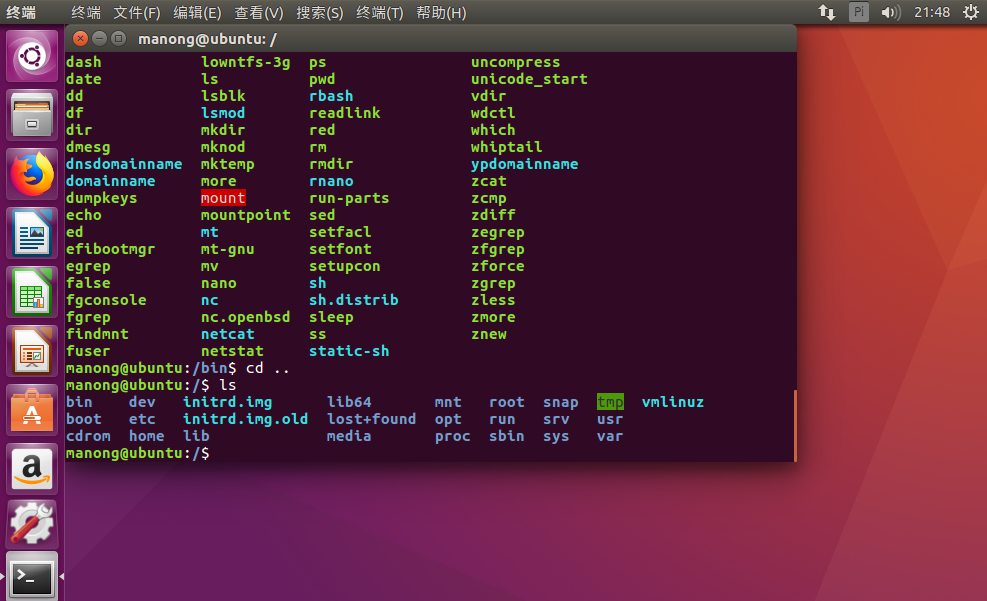 终端 终端 文件(F) 编辑(E) 查看(V) 搜索(S) 终端(T) 帮助(H) Pi 21:48
manong@ubuntu: /
dash lowntfs-3g ps uncompress
date ls pwd unicode_start
dd lsblk rbash vdir
df lsmod readlink wdctl
dir mkdir red which
dmesg mknod rm whiptail
dnsdomainname mktemp rmdir ypdomainname
domainname more rnano zcat
dumpkeys mount run-parts zcmp
echo mountpoint sed zdiff
ed mt setfacl zegrep
efibootmgr mt-gnu setfont zfgrep
egrep mv setupcon zforce
false nano sh zgrep
fgconsole nc sh.distrib zless
fgrep nc.openbsd sleep zmore
findmnt netcat ss znew
fuser netstat static-sh
manong@ubuntu:/bin$ cd ..
manong@ubuntu:/$ ls
bin dev initrd.img lib64 mnt root snap tmp vmlinuz
boot etc initrd.img.old lost+found opt run srv usr
cdrom home lib media proc sbin sys var
manong@ubuntu:/$